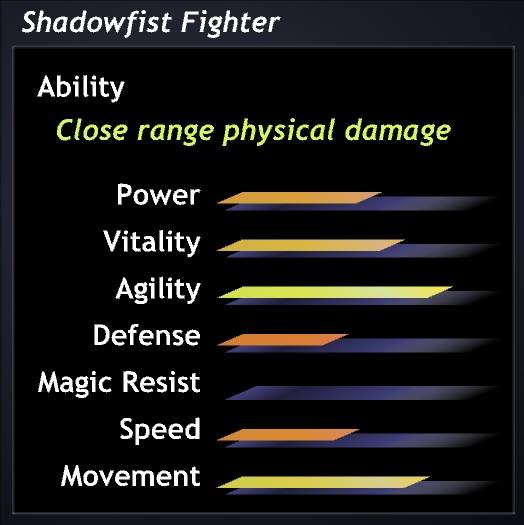 Shadowfist Fighter
Ability
Close range physical damage
Power
Vitality
Agility
Defense
Magic Resist
Speed
Movement